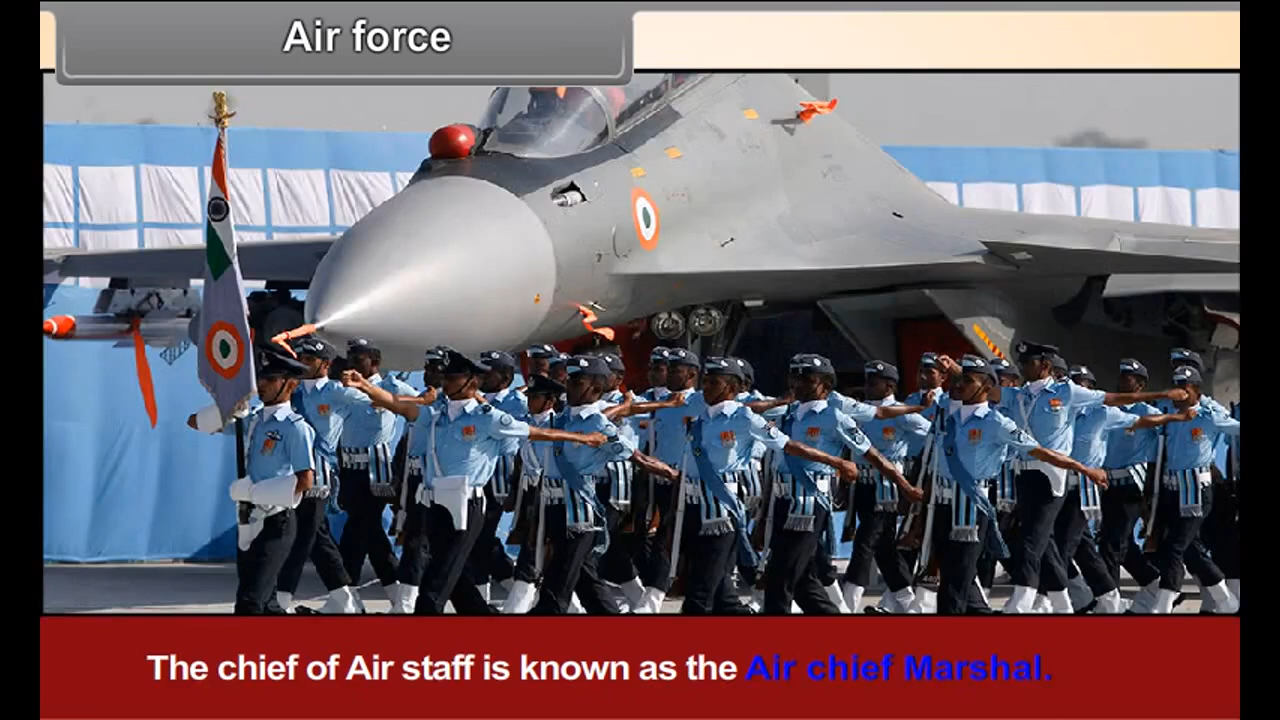 Air force
The chief of Air staff is known as the Air chief Marshal.